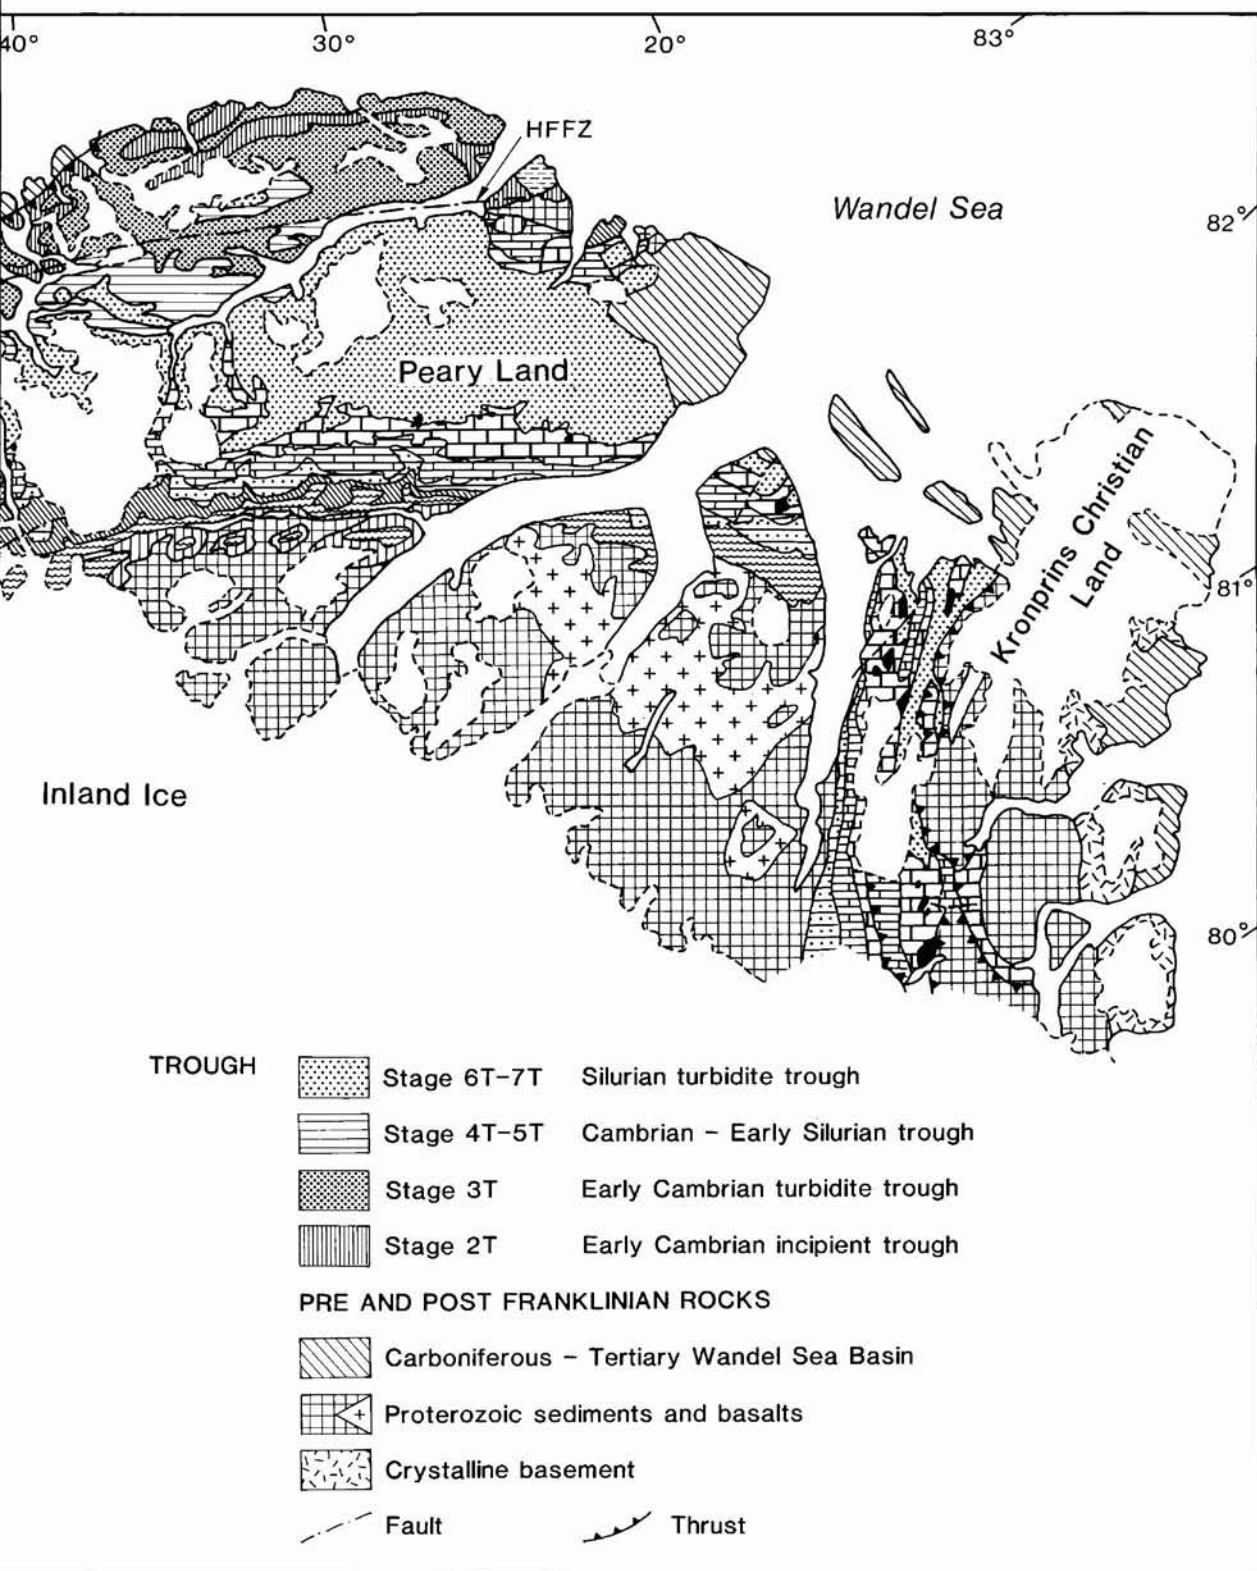 40° 30° 20° 83°
HFFZ
Wandel Sea
82°
Peary Land
Kronprins Christian
Land
81°
Inland Ice
80°
TROUGH
Stage 6T-7T Silurian turbidite trough
Stage 4T-5T Cambrian - Early Silurian trough
Stage 3T Early Cambrian turbidite trough
Stage 2T Early Cambrian incipient trough
PRE AND POST FRANKLINIAN ROCKS
Carboniferous - Tertiary Wandel Sea Basin
Proterozoic sediments and basalts
Crystalline basement
Fault Thrust